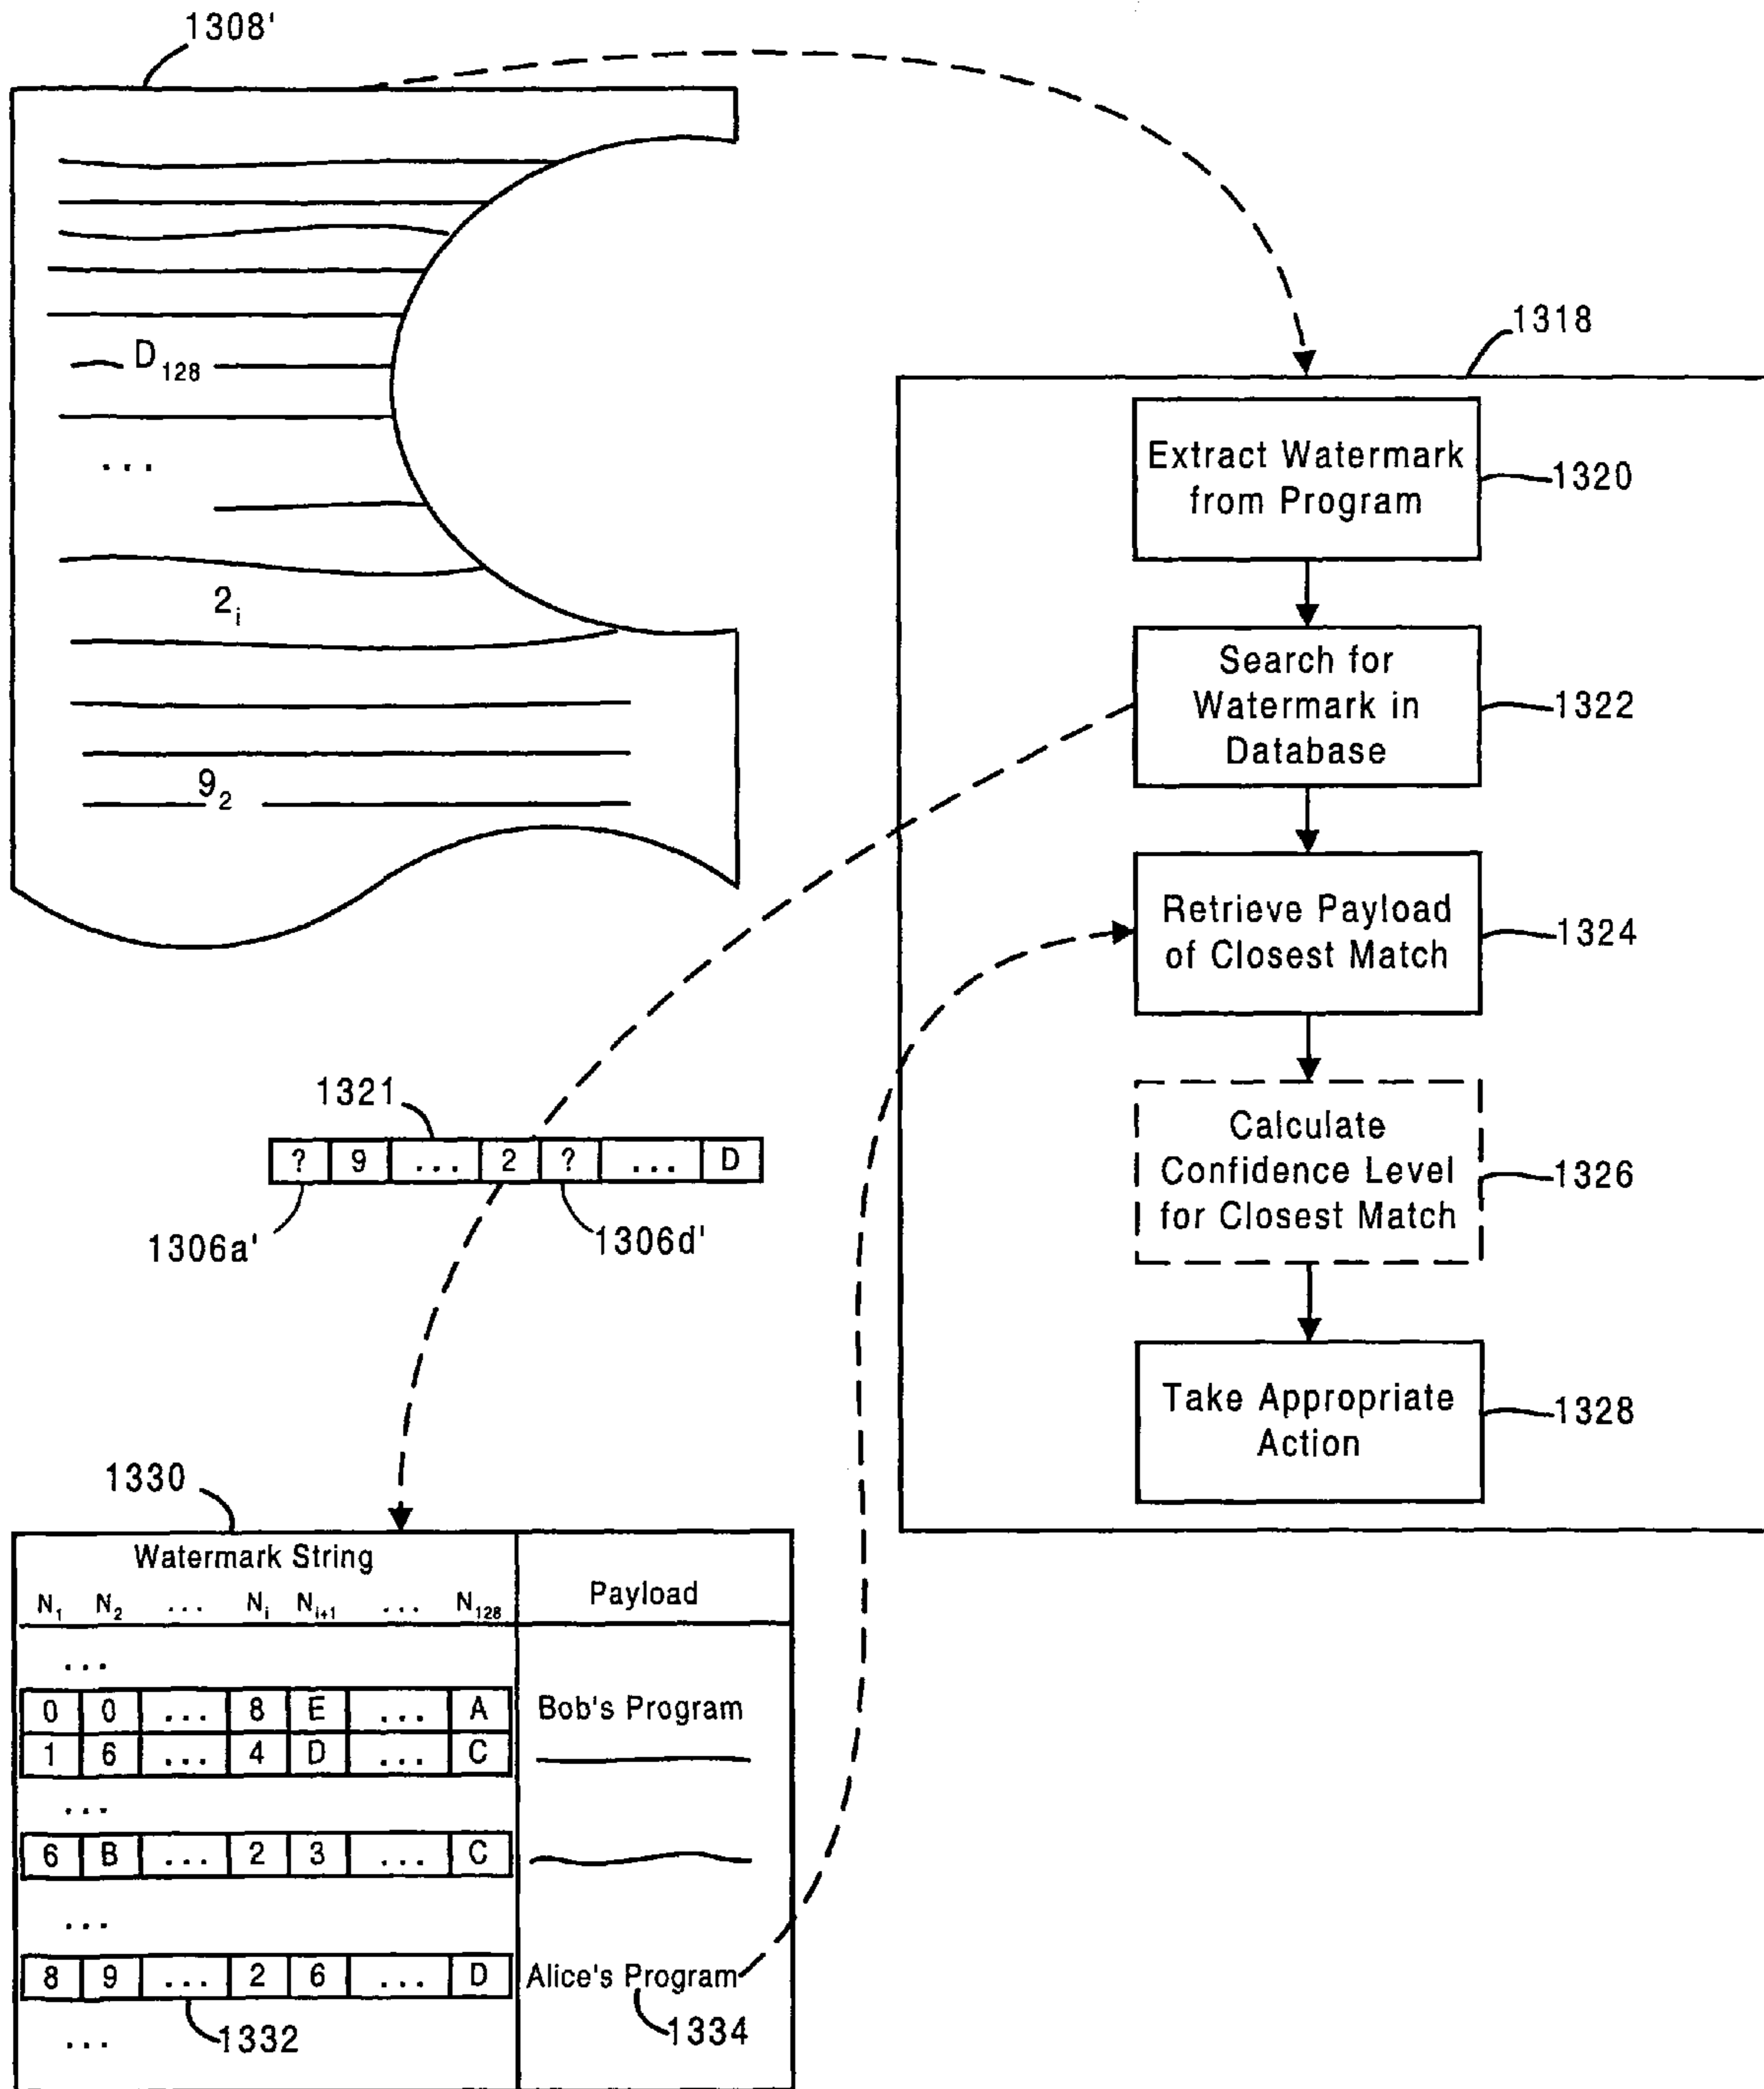 1308'
D128
...
2i
92
1318
Extract Watermark
from Program
1320
Search for
Watermark in
Database
1322
Retrieve Payload
of Closest Match
1324
Calculate
Confidence Level
for Closest Match
1326
Take Appropriate
Action
1328
1321
? 9 ... 2 ? ... D
1306a'
1306d'
1330
Watermark String
Payload
N1 N2 ... Ni Ni+1 ... N128
...
0 0 ... 8 E ... A Bob's Program
1 6 ... 4 D ... C
...
6 B ... 2 3 ... C
...
8 9 ... 2 6 ... D Alice's Program
1332
1334
...